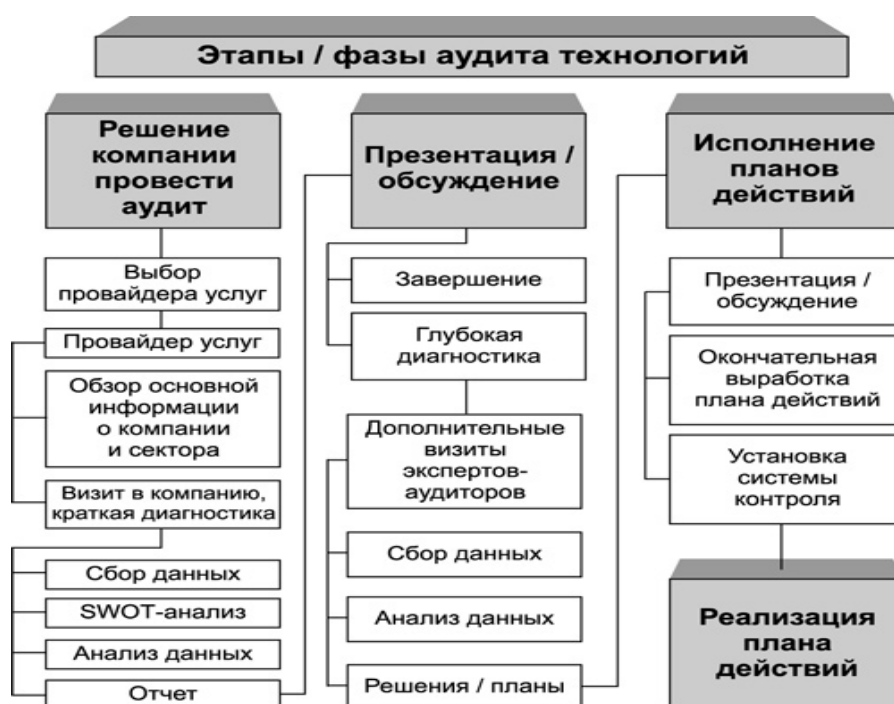 Этапы / фазы аудита технологий
Решение
компании
провести
аудит
Выбор
провайдера услуг
Провайдер услуг
Обзор основной
информации
о компании
и сектора
Визит в компанию,
краткая диагностика
Сбор данных
SWOT-анализ
Анализ данных
Отчет
Презентация /
обсуждение
Завершение
Глубокая
диагностика
Дополнительные
визиты
экспертов-
аудиторов
Сбор данных
Анализ данных
Решения / планы
Исполнение
планов
действий
Презентация /
обсуждение
Окончательная
выработка
плана действий
Установка
системы
контроля
Реализация
плана
действий